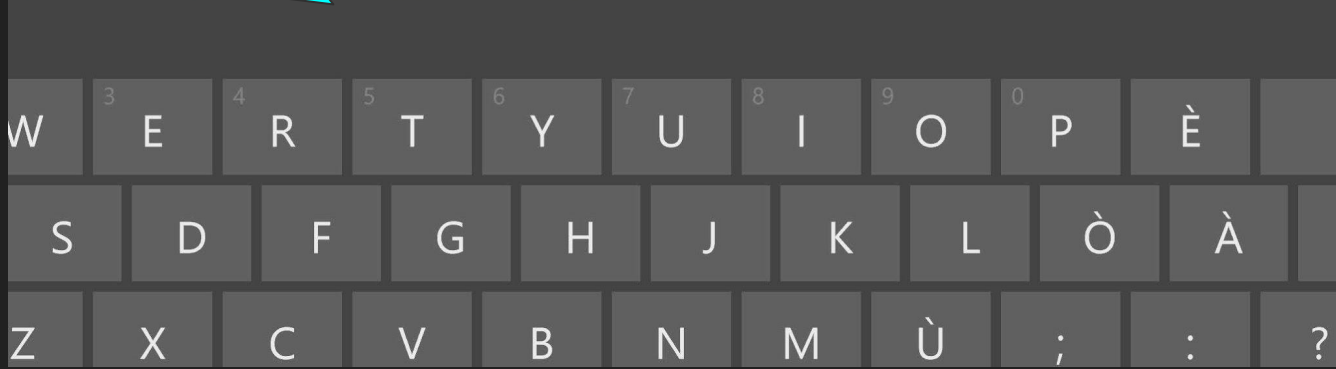 W 3 E 4 R 5 T 6 Y 7 U 8 I 9 O 0 P È
S D F G H J K L Ò À
Z X C V B N M Ù ; : ?